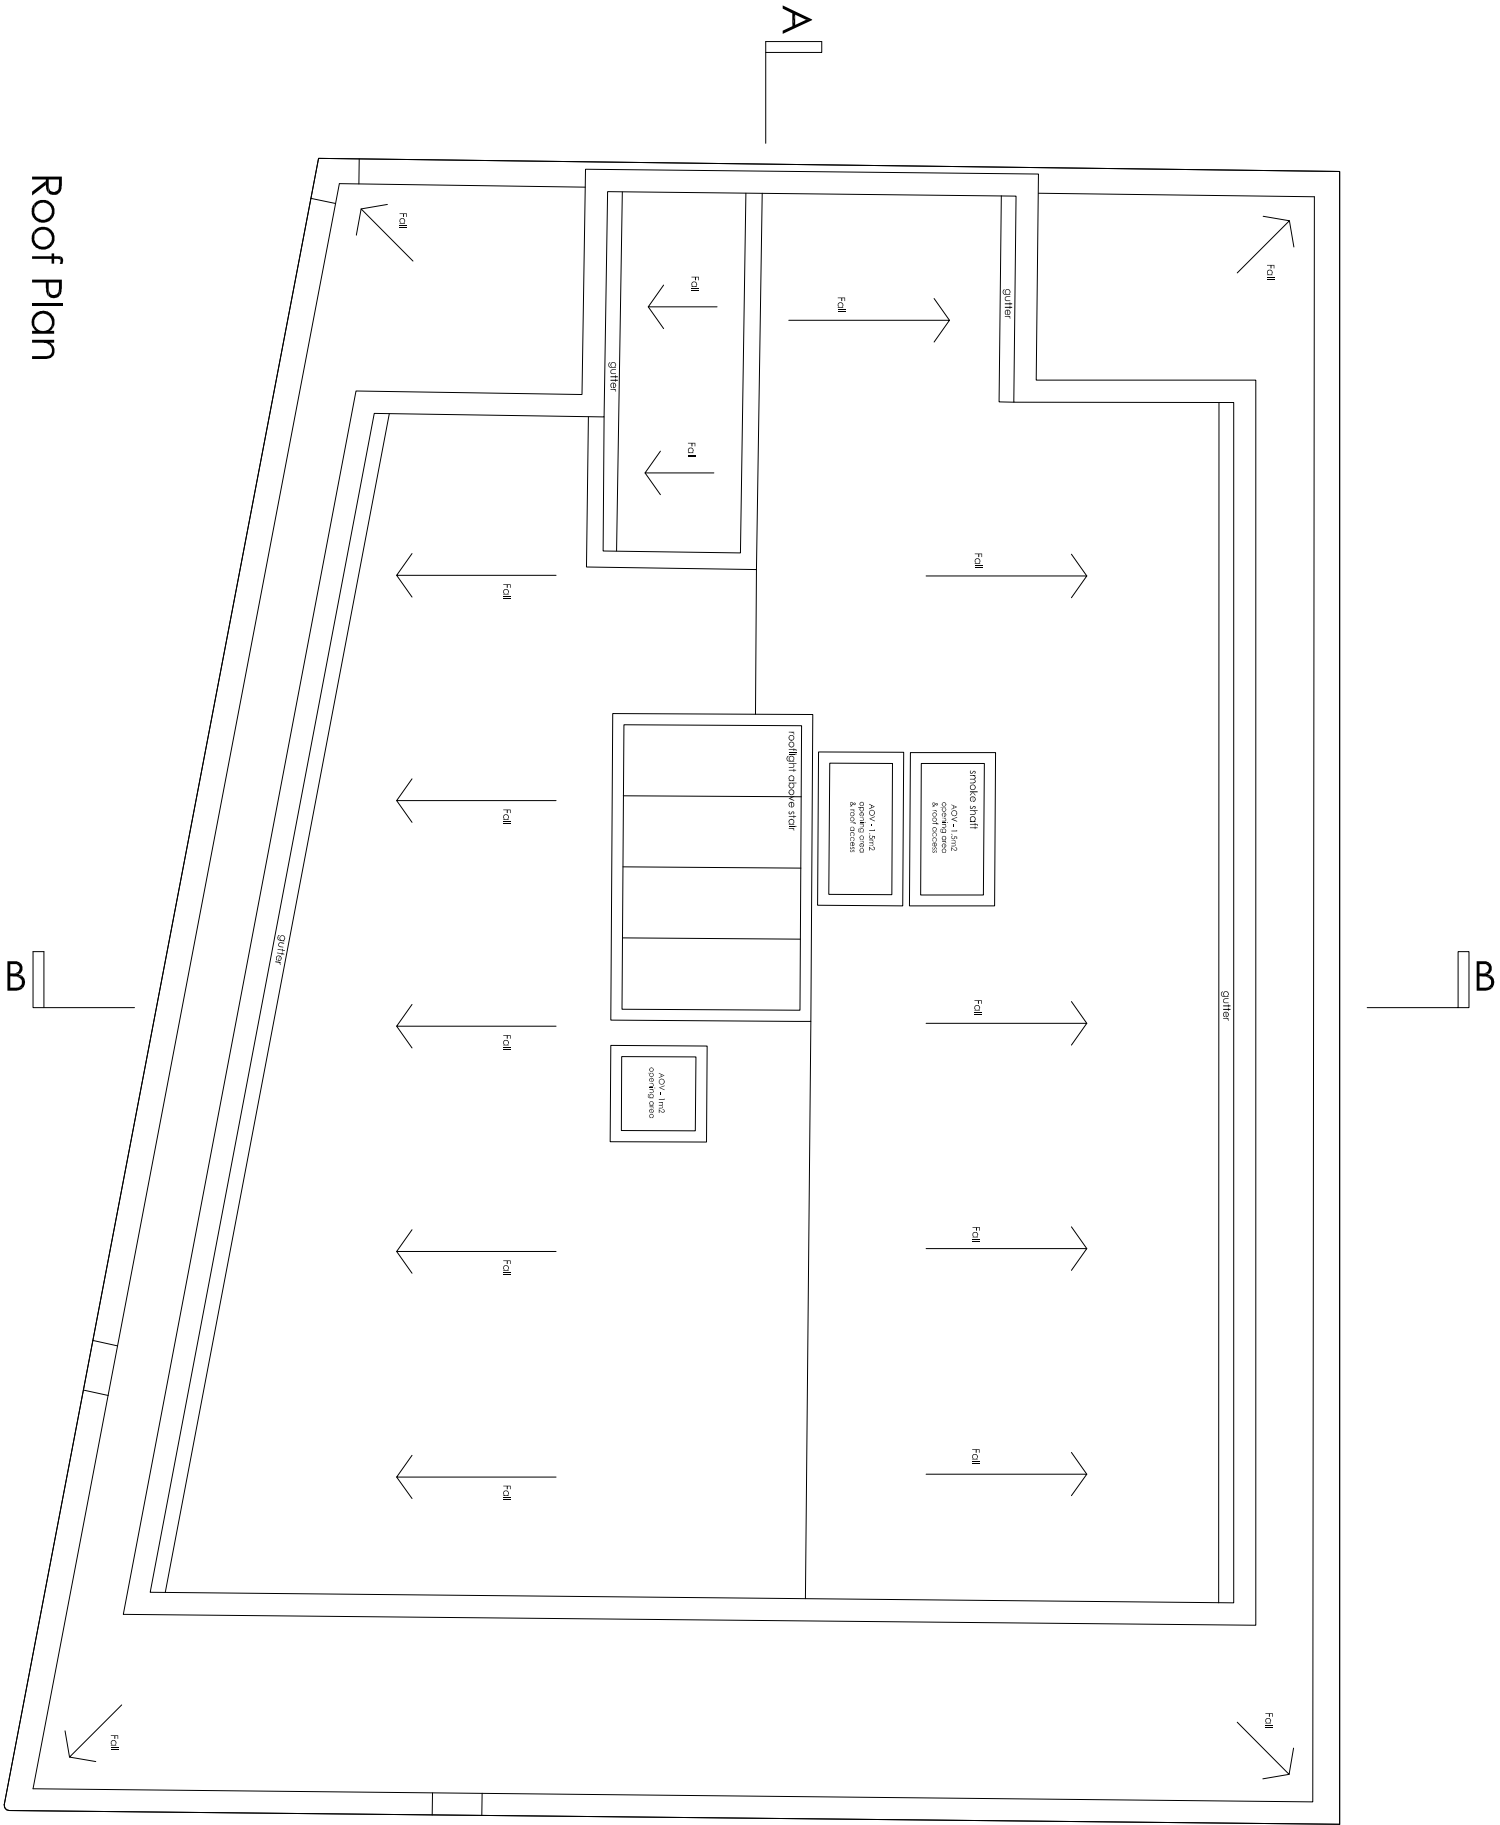 A
Roof Plan
Fall
Fall
Fall
Fall
gutter
gutter
Fall
Fall
Fall
rooflight above stair
smoke shaft
AOV - 1.5m2
opening area
& roof access
AOV - 1.5m2
opening area
& roof access
Fall
gutter
B
B
gutter
Fall
Fall
AOV - 1m2
opening area
Fall
Fall
Fall
Fall
Fall
Fall